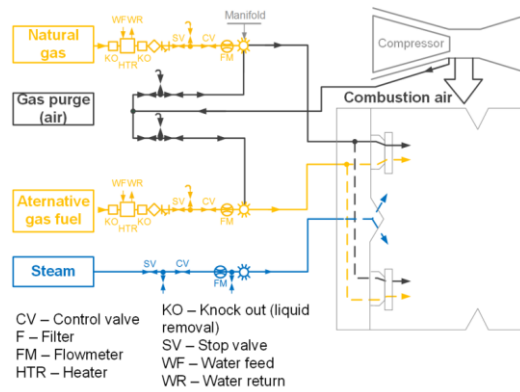 Manifold
Natural gas
WFWR
KO
HTR
KO
SV
CV
FM
Compressor
Gas purge (air)
Combustion air
WFWR
Aternative gas fuel
KO
HTR
KO
SV
CV
FM
Steam
SV
CV
FM
CV – Control valve
F – Filter
FM – Flowmeter
HTR – Heater
KO – Knock out (liquid
removal)
SV – Stop valve
WF – Water feed
WR – Water return